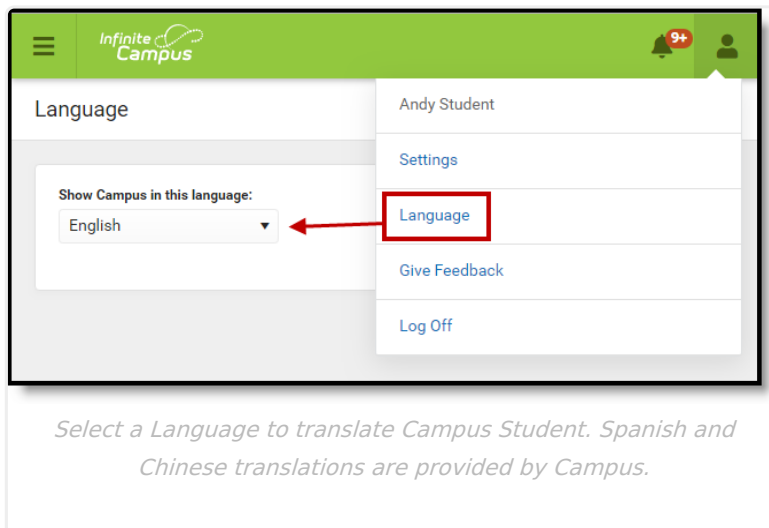 Infinite
Campus
9+
Language
Andy Student
Settings
Show Campus in this language:
English
Language
Give Feedback
Log Off
Select a Language to translate Campus Student. Spanish and
Chinese translations are provided by Campus.